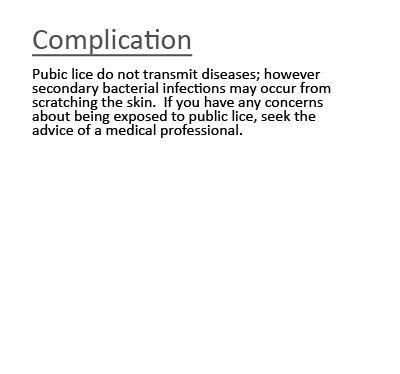 Complication
Pubic lice do not transmit diseases; however
secondary bacterial infections may occur from
scratching the skin.  If you have any concerns
about being exposed to public lice, seek the
advice of a medical professional.